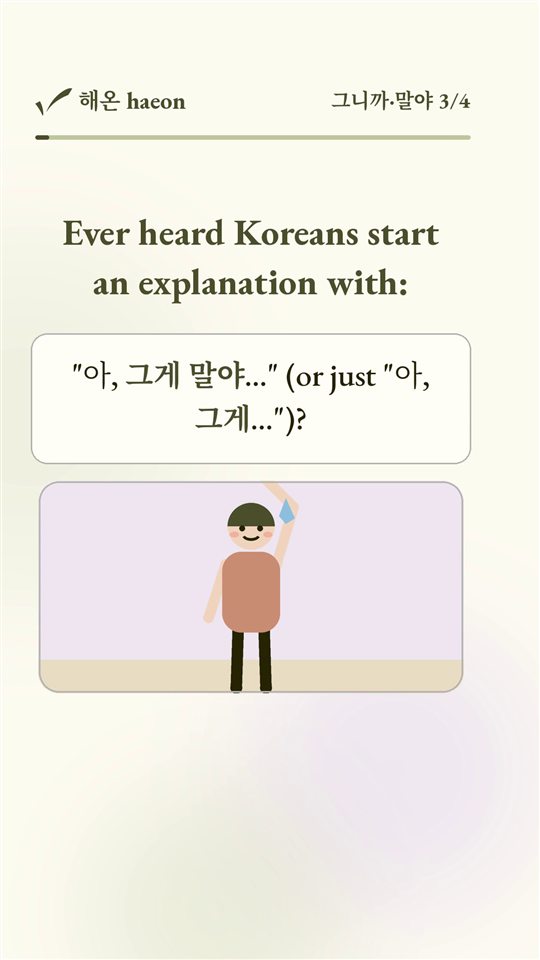 해온 haeon
그니까·말야 3/4
Ever heard Koreans start
an explanation with:
"아, 그게 말야..." (or just "아,
그게...")?